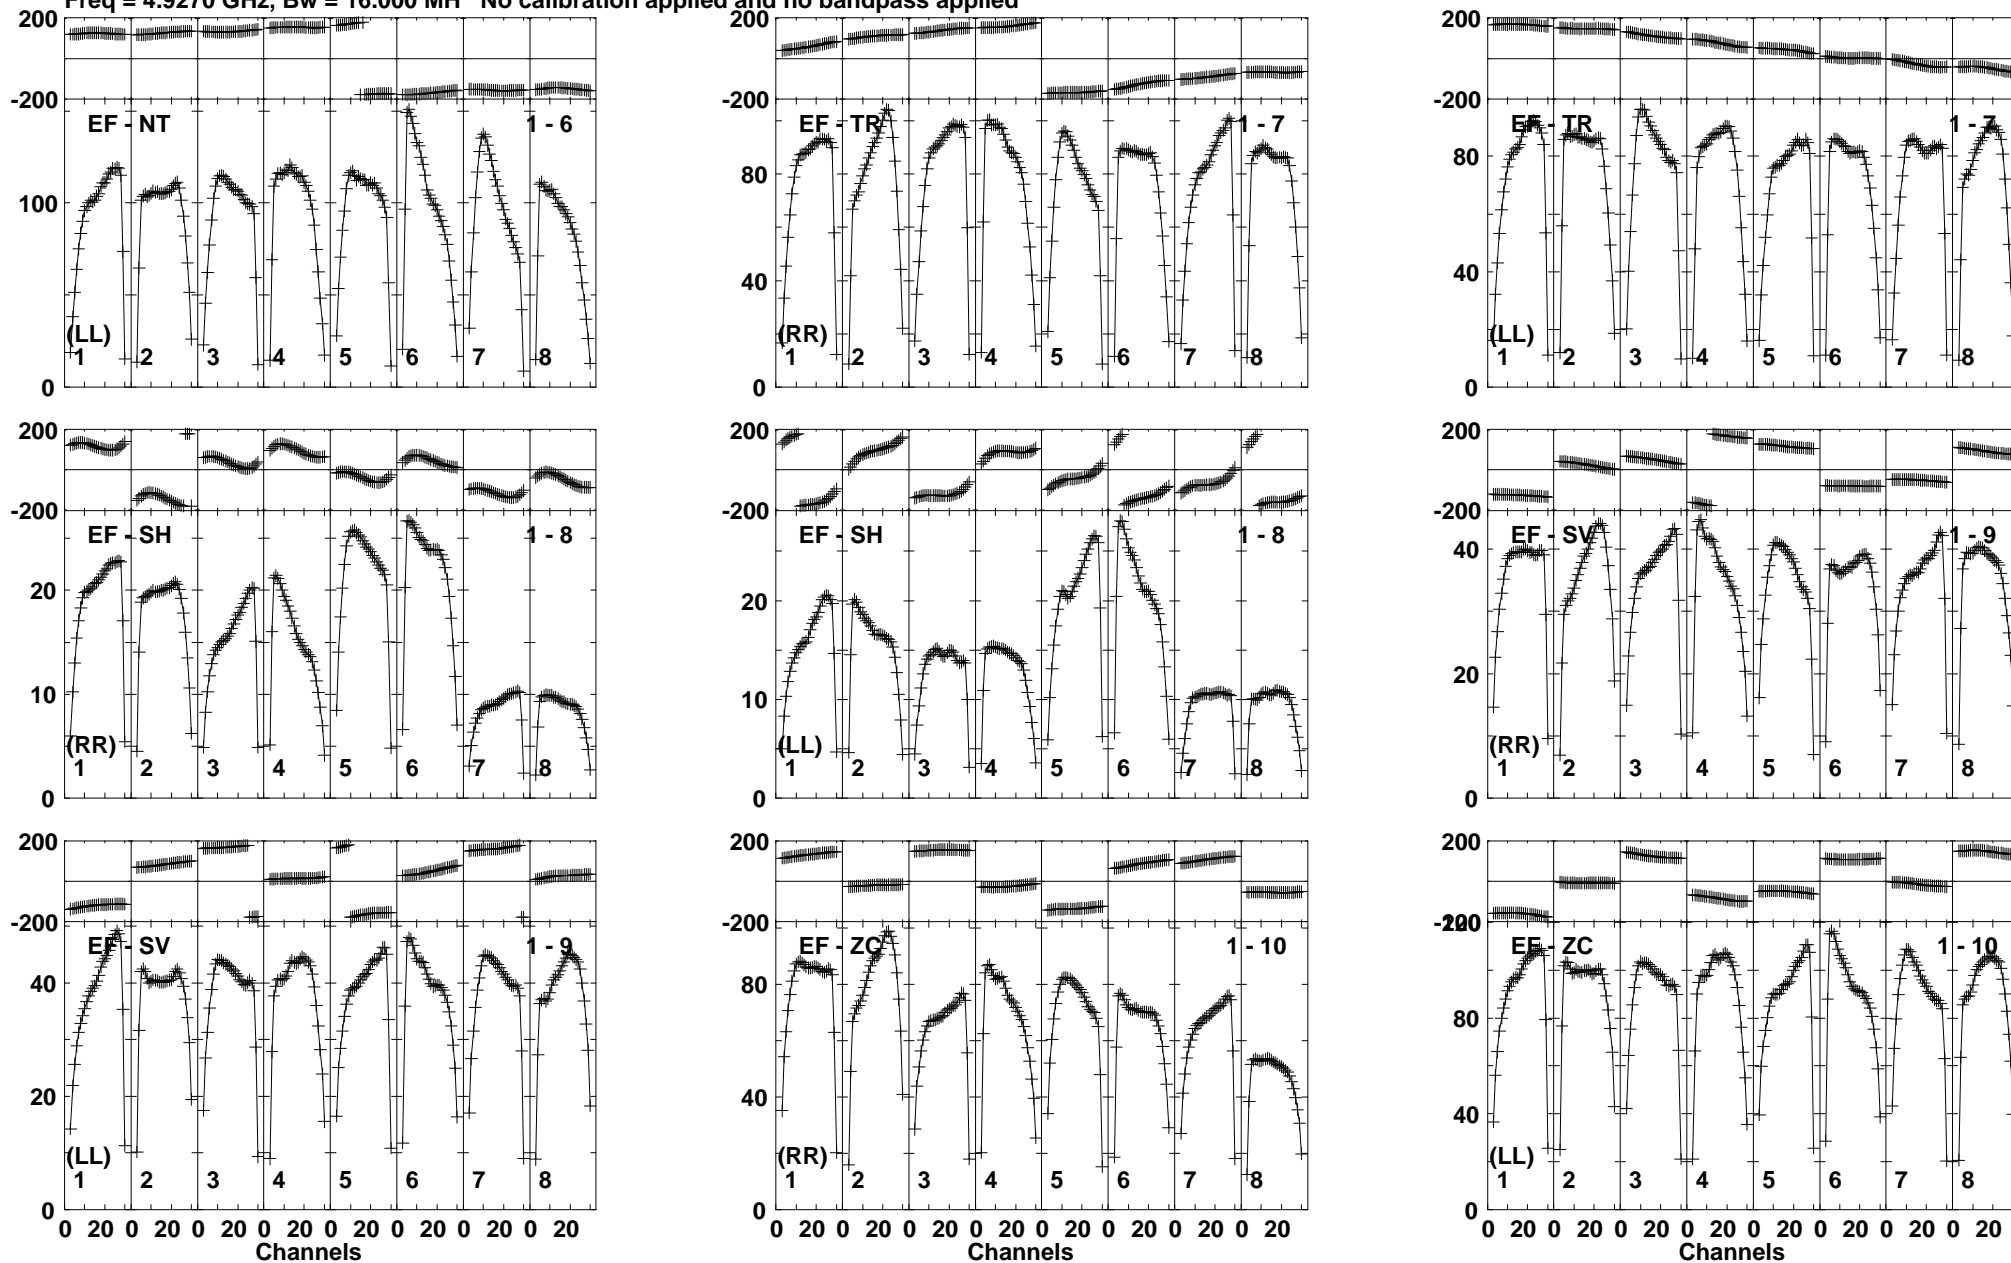 Freq = 4.9270 GHz, Bw = 16.000 MH No calibration applied and no bandpass applied
200 200 200
-200 -200 -200
EF - NT 1 - 6 EF - TR 1 - 7 EF - TR 1 - 7
100 80 40 0 80 40 0
(LL) (RR) (LL)
1 2 3 4 5 6 7 8 1 2 3 4 5 6 7 8 1 2 3 4 5 6 7 8
0
200 200 200
-200 -200 -200
EF - SH 1 - 8 EF - SH 1 - 8 EF - SV 1 - 9
20 10 0 20 10 0 40 20 0
(RR) (LL) (RR)
1 2 3 4 5 6 7 8 1 2 3 4 5 6 7 8 1 2 3 4 5 6 7 8
200 200 200
-200 -200 -200
EF - SV 1 - 9 EF - ZC 1 - 10 EF - ZC 1 - 10
40 20 0 80 40 0 80 40 0
(LL) (RR) (LL)
1 2 3 4 5 6 7 8 1 2 3 4 5 6 7 8 1 2 3 4 5 6 7 8
0 20 0 20 0 20 0 20 0 20 0 20 0 20 0 20 0 20 0 20 0 20 0 20 0 20 0 20 0 20 0 20 0 20 0 20 0 20 0 20 0 20 0 20 0 20 0 20
Channels Channels Channels